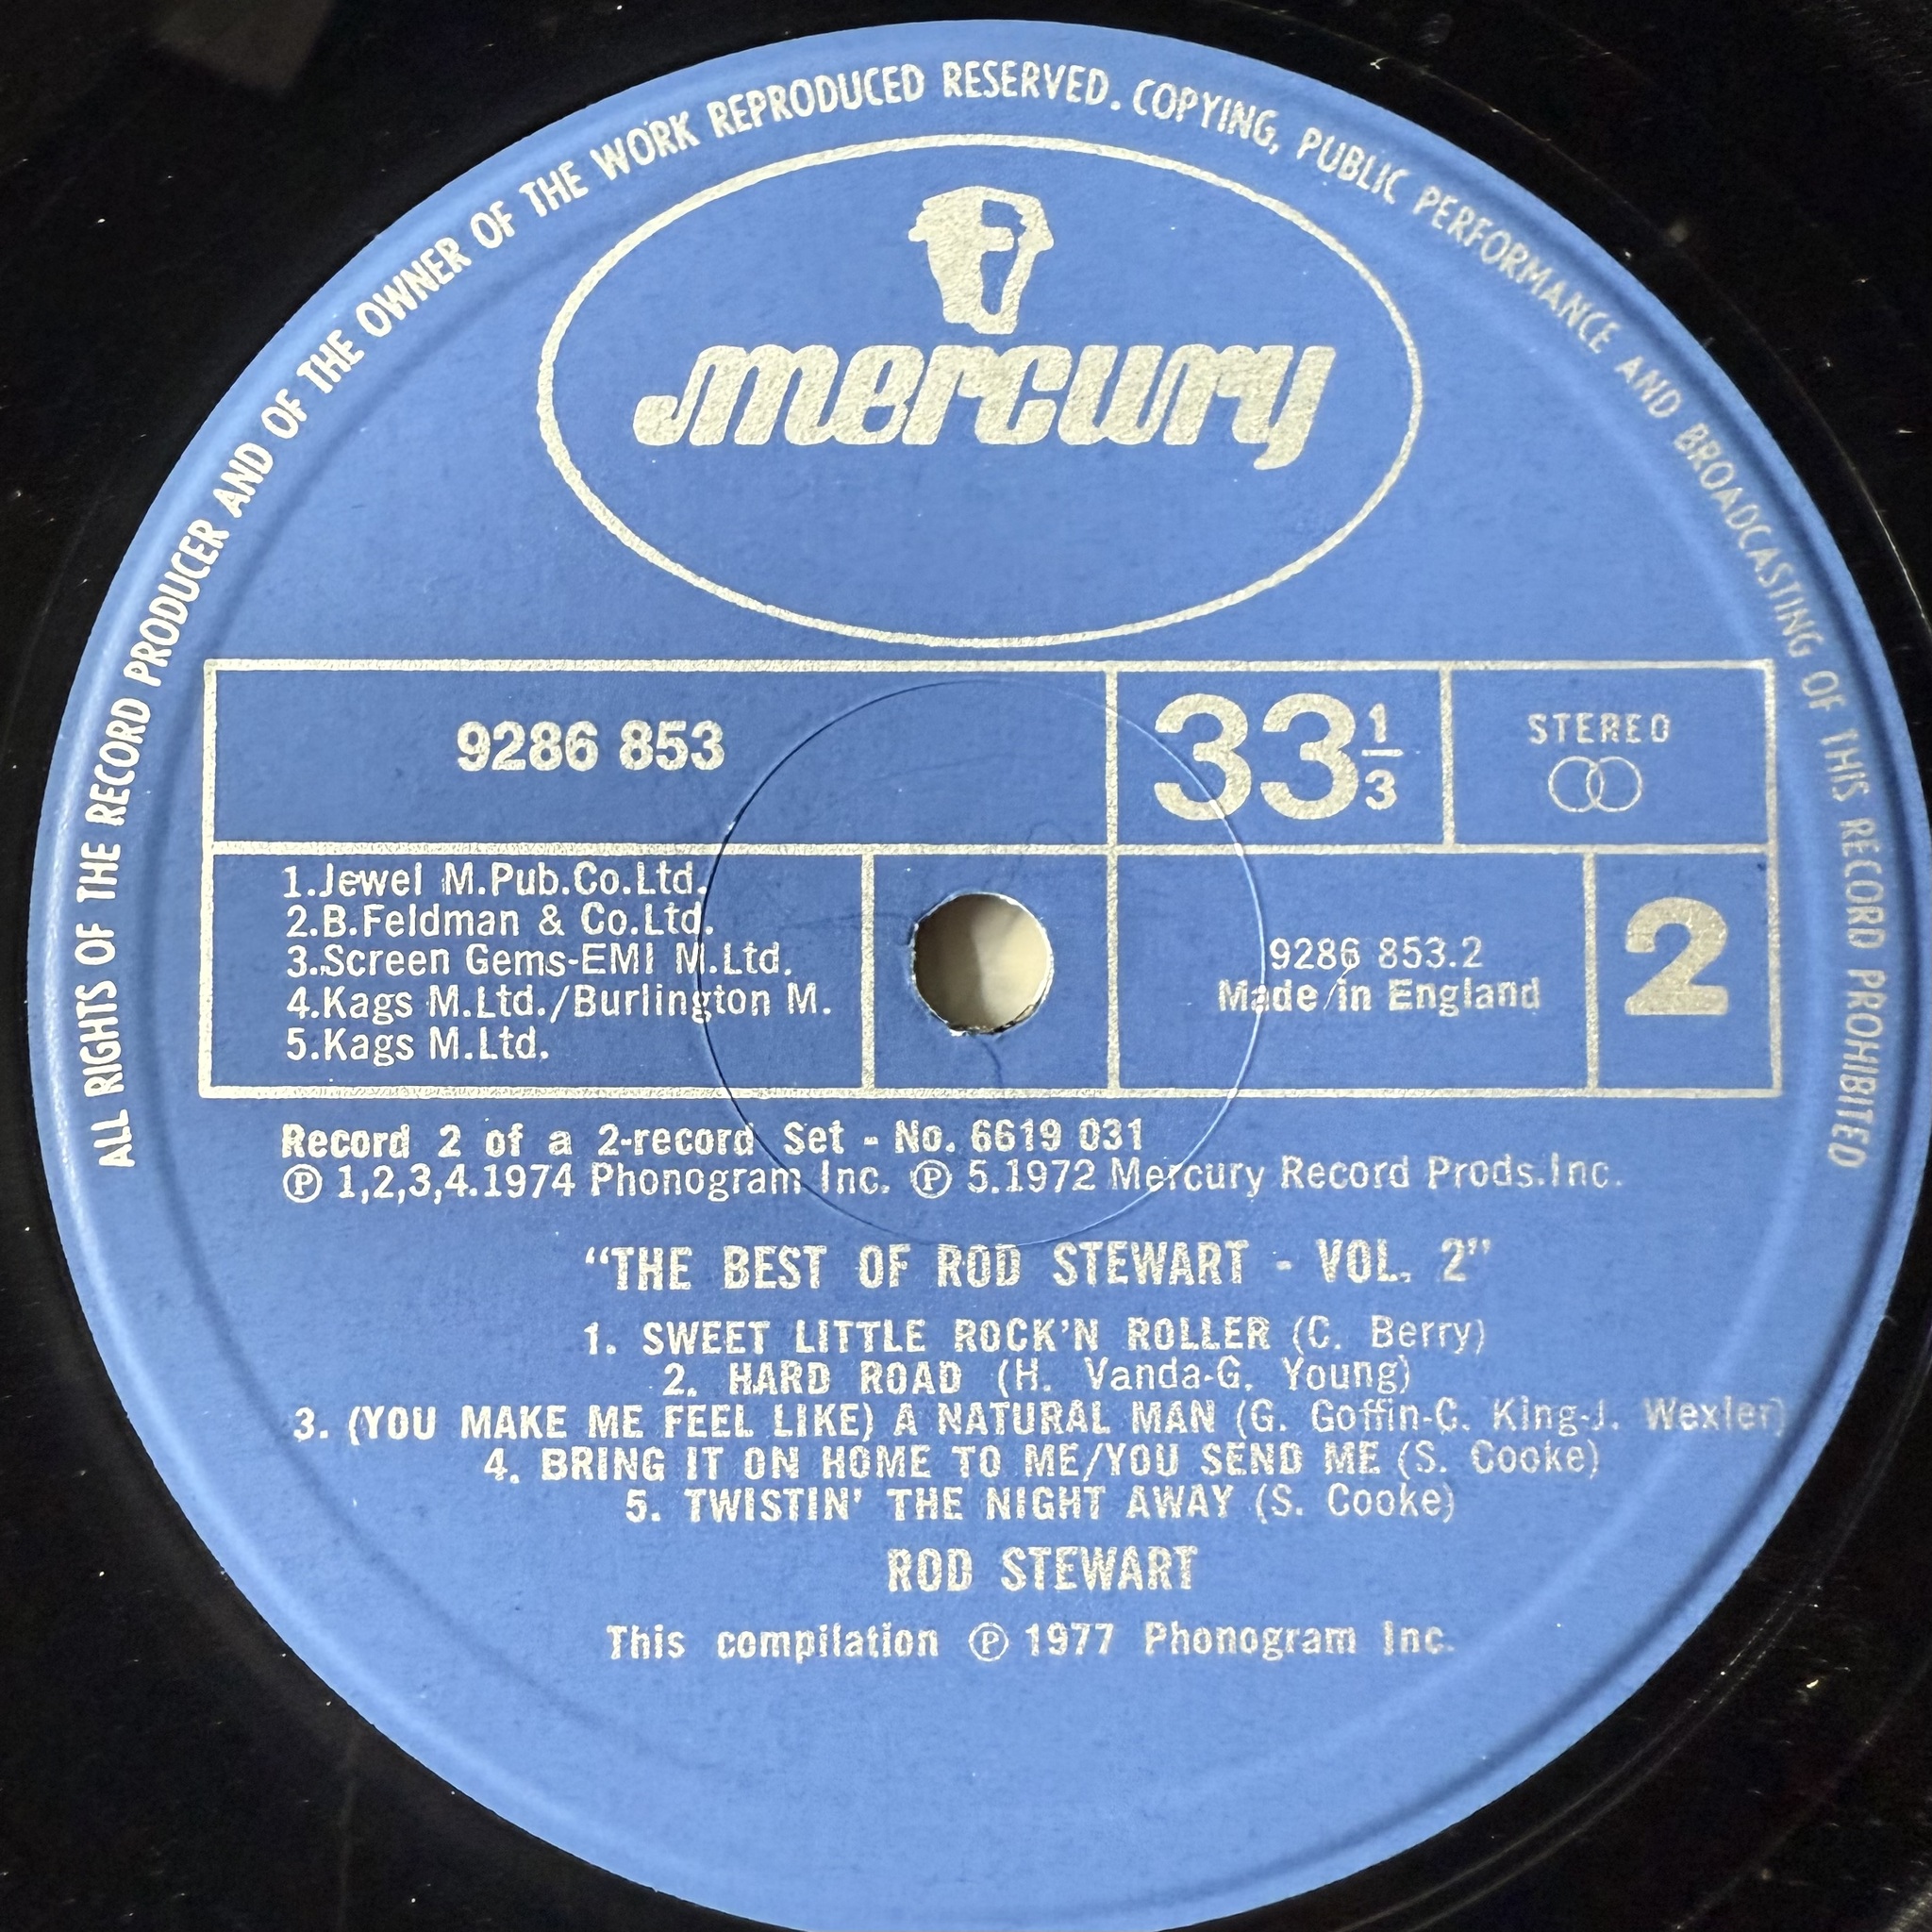 ALL RIGHTS OF THE RECORD PRODUCER AND OF THE OWNER OF THE WORK REPRODUCED RESERVED. COPYING, PUBLIC PERFORMANCE AND BROADCASTING OF THIS RECORD PROHIBITED
mercury
9286 853
33 1/3
STEREO
1.Jewel M.Pub.Co.Ltd.
2.B.Feldman & Co.Ltd.
3.Screen Gems-EMI M.Ltd.
4.Kags M.Ltd./Burlington M.
5.Kags M.Ltd.
9286 853.2
Made in England
2
Record 2 of a 2-record Set - No. 6619 031
℗ 1,2,3,4.1974 Phonogram Inc. ℗ 5.1972 Mercury Record Prods.Inc.
“THE BEST OF ROD STEWART - VOL. 2”
1. SWEET LITTLE ROCK’N ROLLER (C. Berry)
2. HARD ROAD (H. Vanda-G. Young)
3. (YOU MAKE ME FEEL LIKE) A NATURAL MAN (G. Goffin-C. King-J. Wexler)
4. BRING IT ON HOME TO ME/YOU SEND ME (S. Cooke)
5. TWISTIN’ THE NIGHT AWAY (S. Cooke)
ROD STEWART
This compilation ℗ 1977 Phonogram Inc.